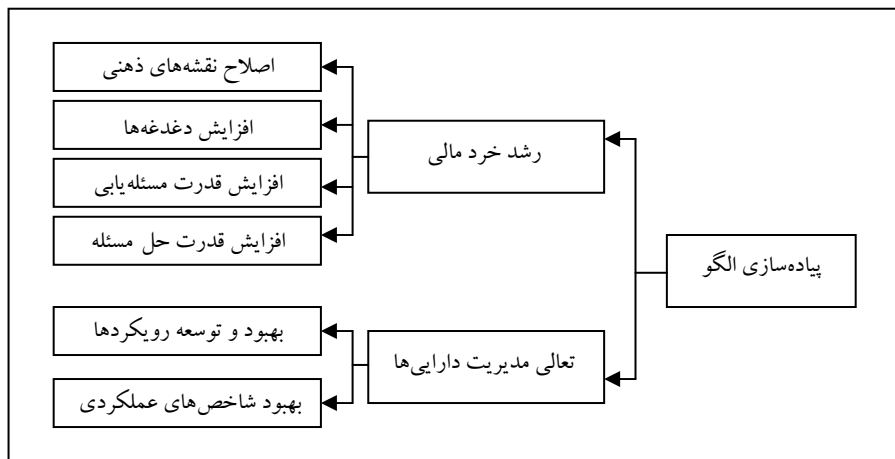 پیاده‌سازی الگو
رشد خرد مالی
اصلاح نقشه‌های ذهنی
افزایش دغدغه‌ها
افزایش قدرت مسئله‌یابی
افزایش قدرت حل مسئله
تعالی مدیریت دارایی‌ها
بهبود و توسعه رویکردها
بهبود شاخص‌های عملکردی